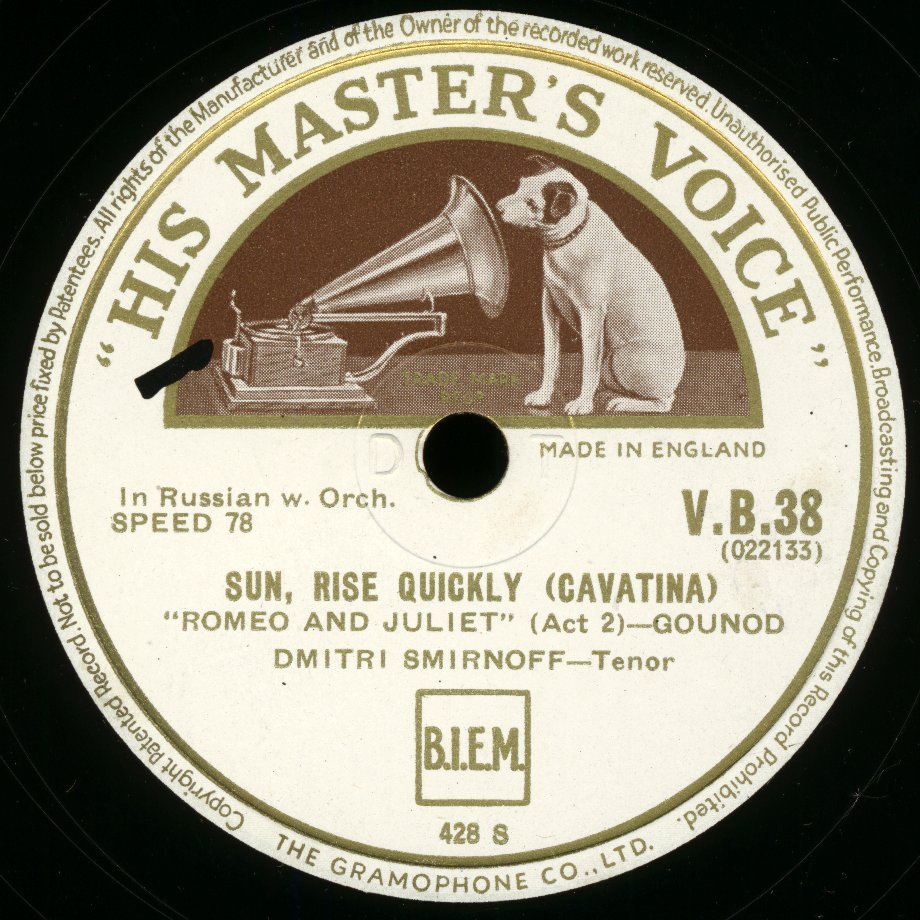 Copyright Patented Record. Not to be sold below price fixed by Patentees. All rights of the Manufacturer and of the Owner of the recorded work reserved. Unauthorised Public Performance. Broadcasting and Copying of this Record Prohibited.
“HIS MASTER'S VOICE”
MADE IN ENGLAND
In Russian w. Orch.
SPEED 78
V.B.38
(022133)
SUN, RISE QUICKLY (CAVATINA)
“ROMEO AND JULIET” (Act 2)—GOUNOD
DMITRI SMIRNOFF—Tenor
B.I.E.M.
428 S
THE GRAMOPHONE CO., LTD.